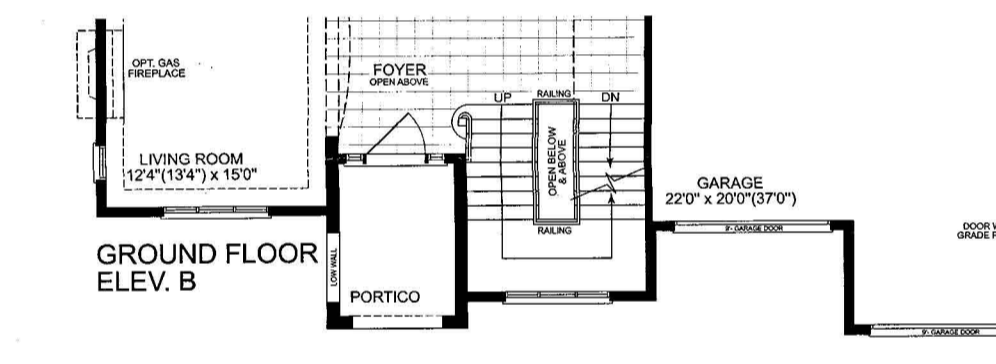 OPT. GAS
FIREPLACE
FOYER
OPEN ABOVE
UP
RAILING
DN
OPEN BELOW
& ABOVE
RAILING
LIVING ROOM
12'4"(13'4") x 15'0"
GARAGE
22'0" x 20'0"(37'0")
9'- GARAGE DOOR
DOOR W
GRADE P
GROUND FLOOR
ELEV. B
LOW WALL
PORTICO
9'- GARAGE DOOR